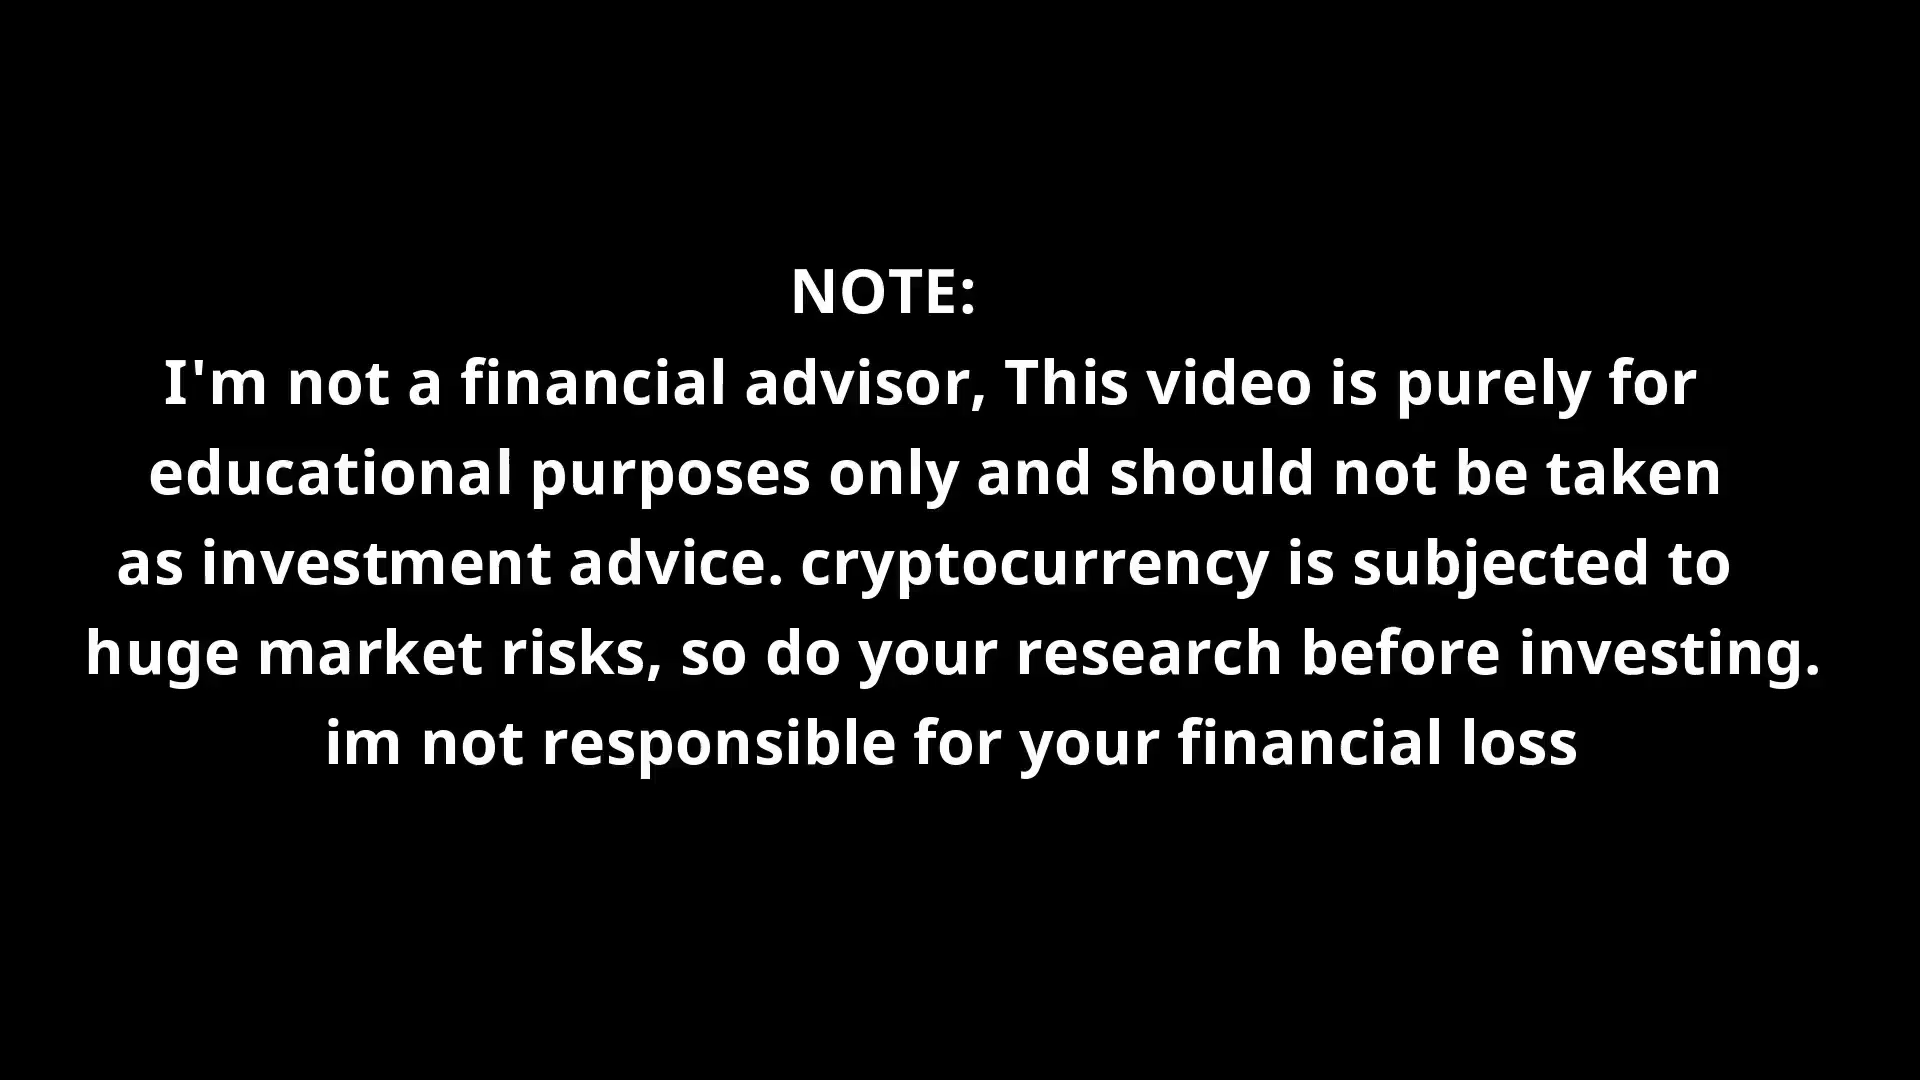 NOTE:
I'm not a financial advisor, This video is purely for
educational purposes only and should not be taken
as investment advice. cryptocurrency is subjected to
huge market risks, so do your research before investing.
im not responsible for your financial loss